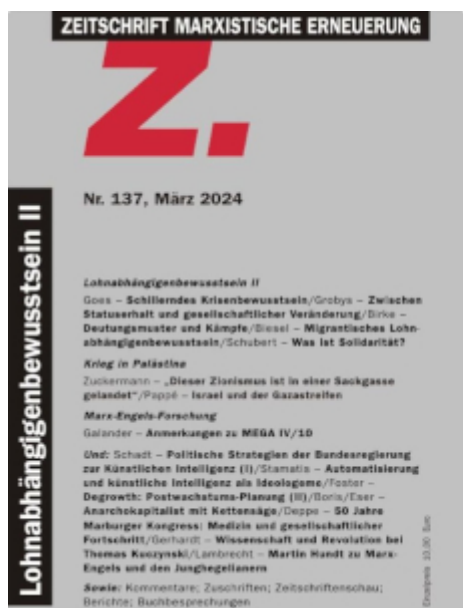 ZEITSCHRIFT MARXISTISCHE ERNEUERUNG
Z.
Nr. 137, März 2024
Lohnabhängigenbewusstsein II
Lohnabhängigenbewusstsein II
Goes – Schillerndes Krisenbewusstsein/Grobys – Zwischen
Statuserhalt und gesellschaftlicher Veränderung/Birke –
Deutungsmuster und Kämpfe/Biesel – Migrantisches Lohn-
abhängigenbewusstsein/Schubert – Was ist Solidarität?
Krieg in Palästina
Zuckermann – „Dieser Zionismus ist in einer Sackgasse
gelandet“/Pappé – Israel und der Gazastreifen
Marx-Engels-Forschung
Galander – Anmerkungen zu MEGA IV/10
Und: Schadt – Politische Strategien der Bundesregierung
zur Künstlichen Intelligenz (I)/Stamatis – Automatisierung
und künstliche Intelligenz als Ideologeme/Foster –
Degrowth: Postwachstums-Planung (II)/Boris/Eser –
Anarchokapitalist mit Kettensäge/Deppe – 50 Jahre
Marburger Kongress: Medizin und gesellschaftlicher
Fortschritt/Gerhardt – Wissenschaft und Revolution bei
Thomas Kuczynski/Lambrecht – Martin Hundt zu Marx-
Engels und den Junghegelianern
Sowie: Kommentare; Zuschriften; Zeitschriftenschau;
Berichte; Buchbesprechungen
Einzelpreis 10,00 Euro